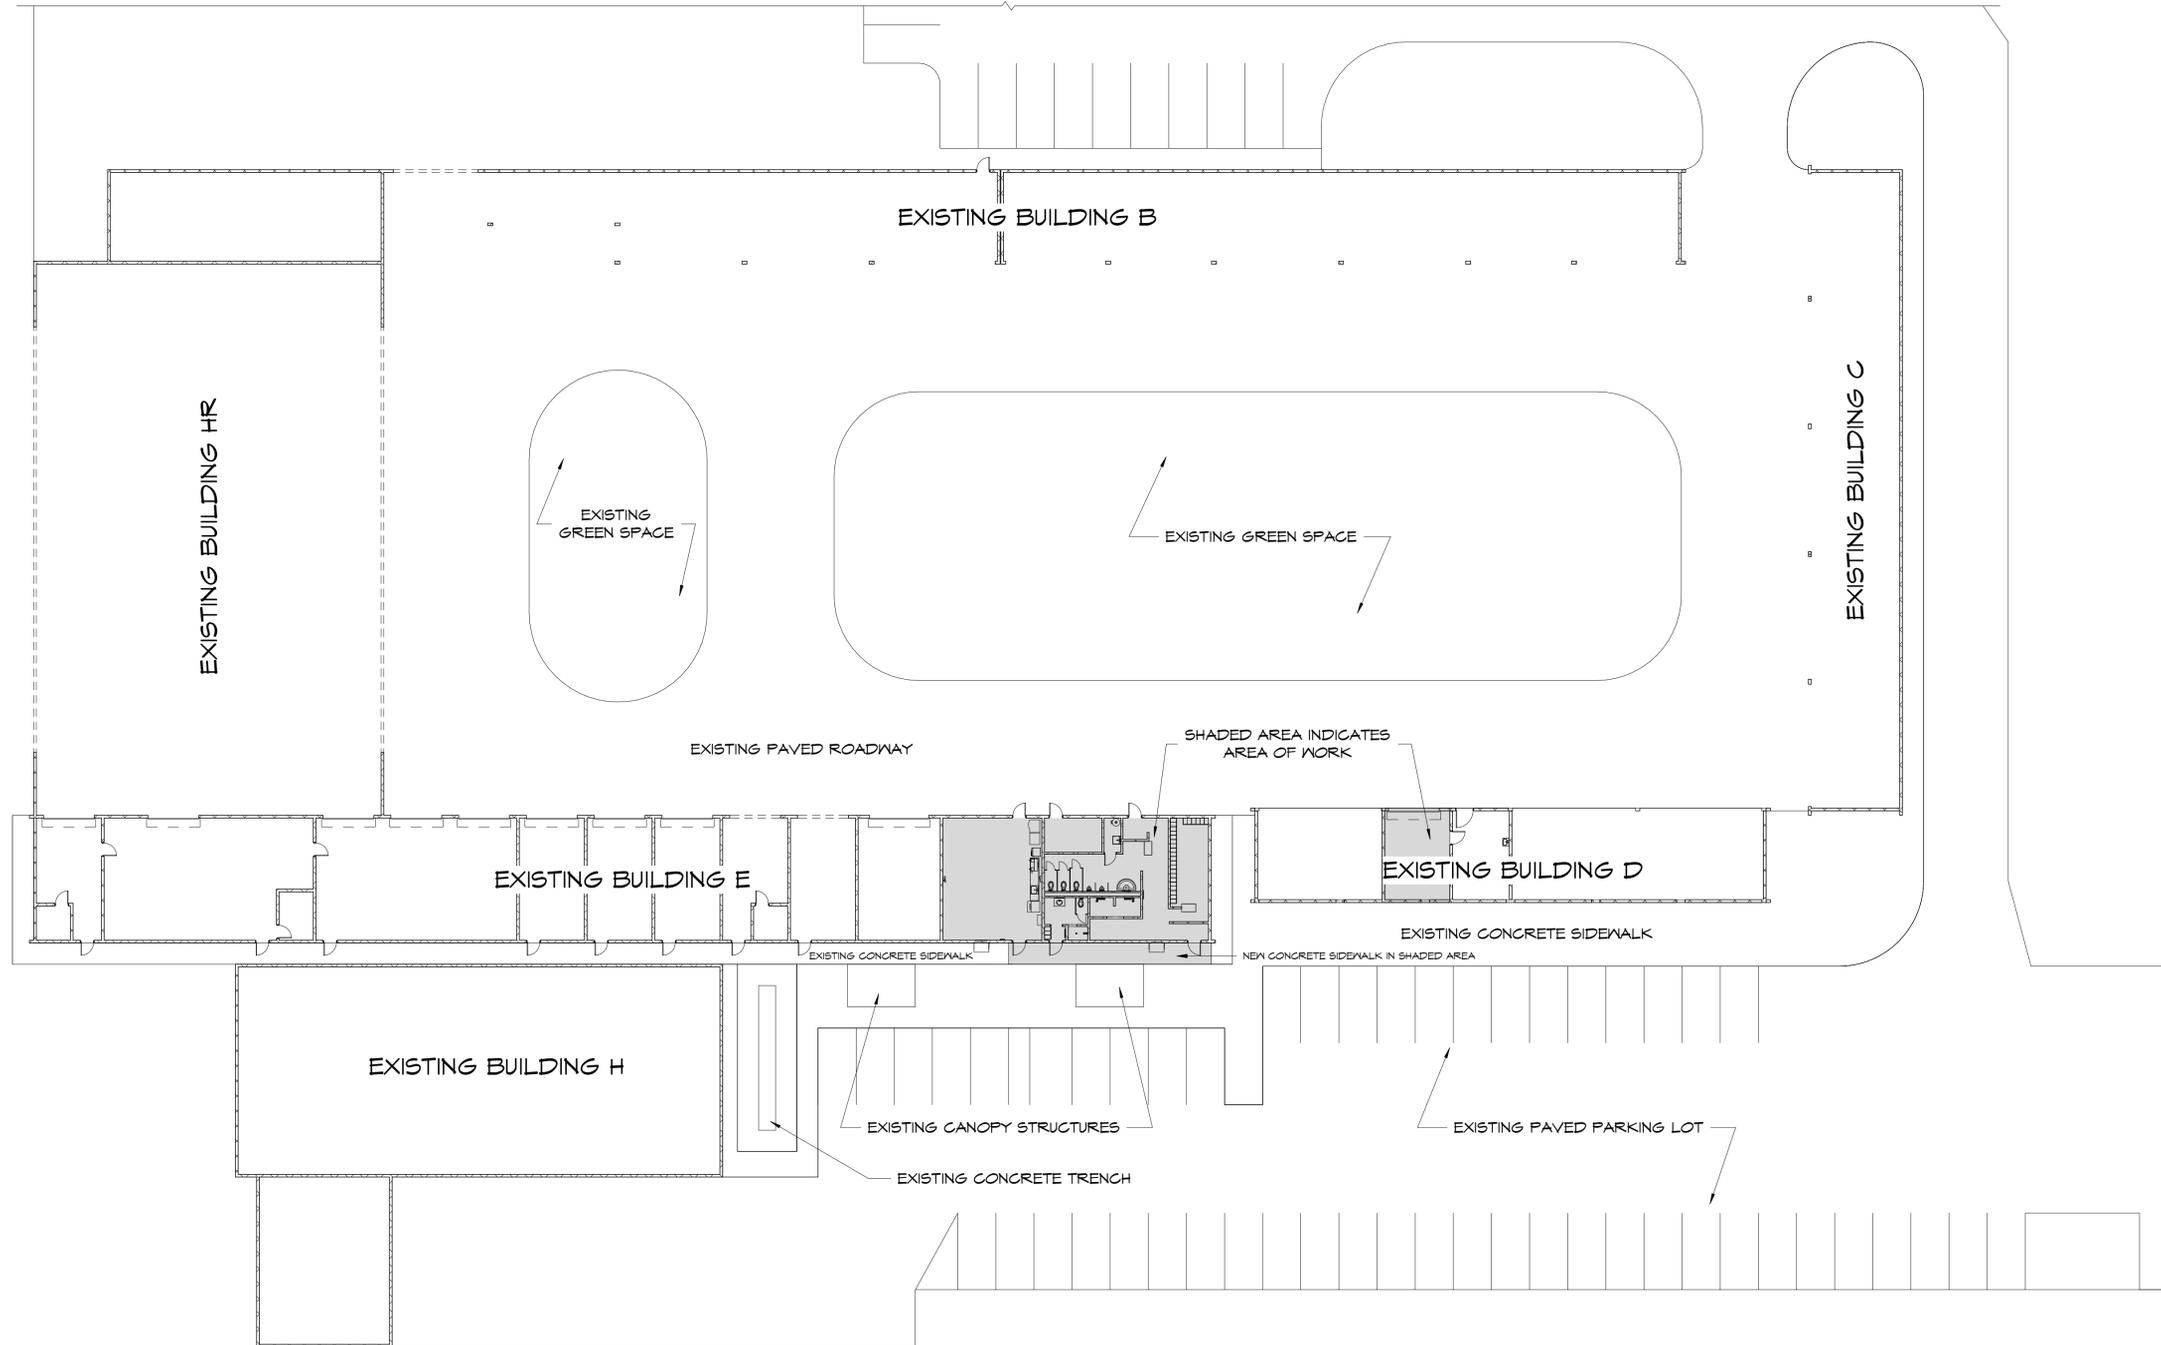 EXISTING BUILDING B
EXISTING BUILDING HR
EXISTING BUILDING C
EXISTING
GREEN SPACE
EXISTING GREEN SPACE
EXISTING PAVED ROADWAY
SHADED AREA INDICATES
AREA OF WORK
EXISTING BUILDING E
EXISTING BUILDING D
EXISTING CONCRETE SIDEWALK
EXISTING CONCRETE SIDEWALK
NEW CONCRETE SIDEWALK IN SHADED AREA
EXISTING BUILDING H
EXISTING CANOPY STRUCTURES
EXISTING PAVED PARKING LOT
EXISTING CONCRETE TRENCH